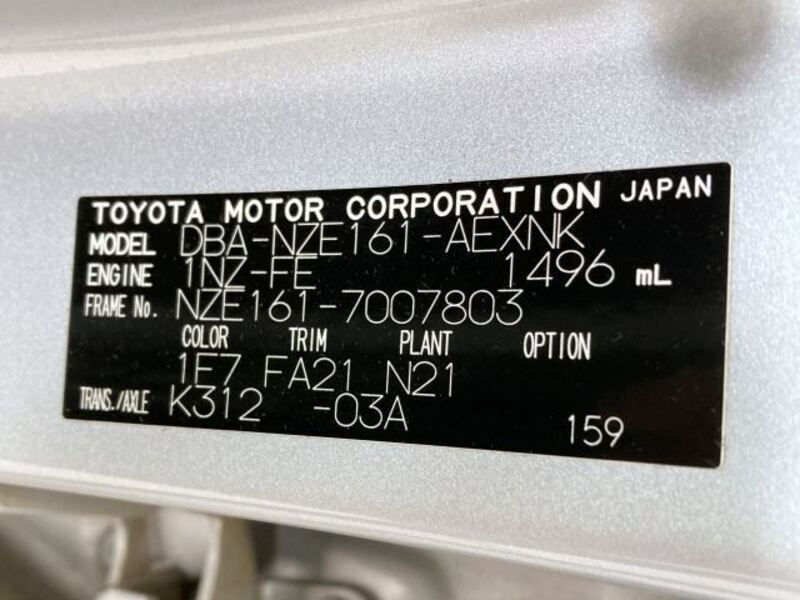 TOYOTA MOTOR CORPORATION JAPAN
MODEL DBA-NZE161-AEXNK
ENGINE 1NZ-FE 1496 mL
FRAME No. NZE161-7007803
COLOR TRIM PLANT OPTION
1F7 FA21 N21
TRANS./AXLE K312 -03A
159